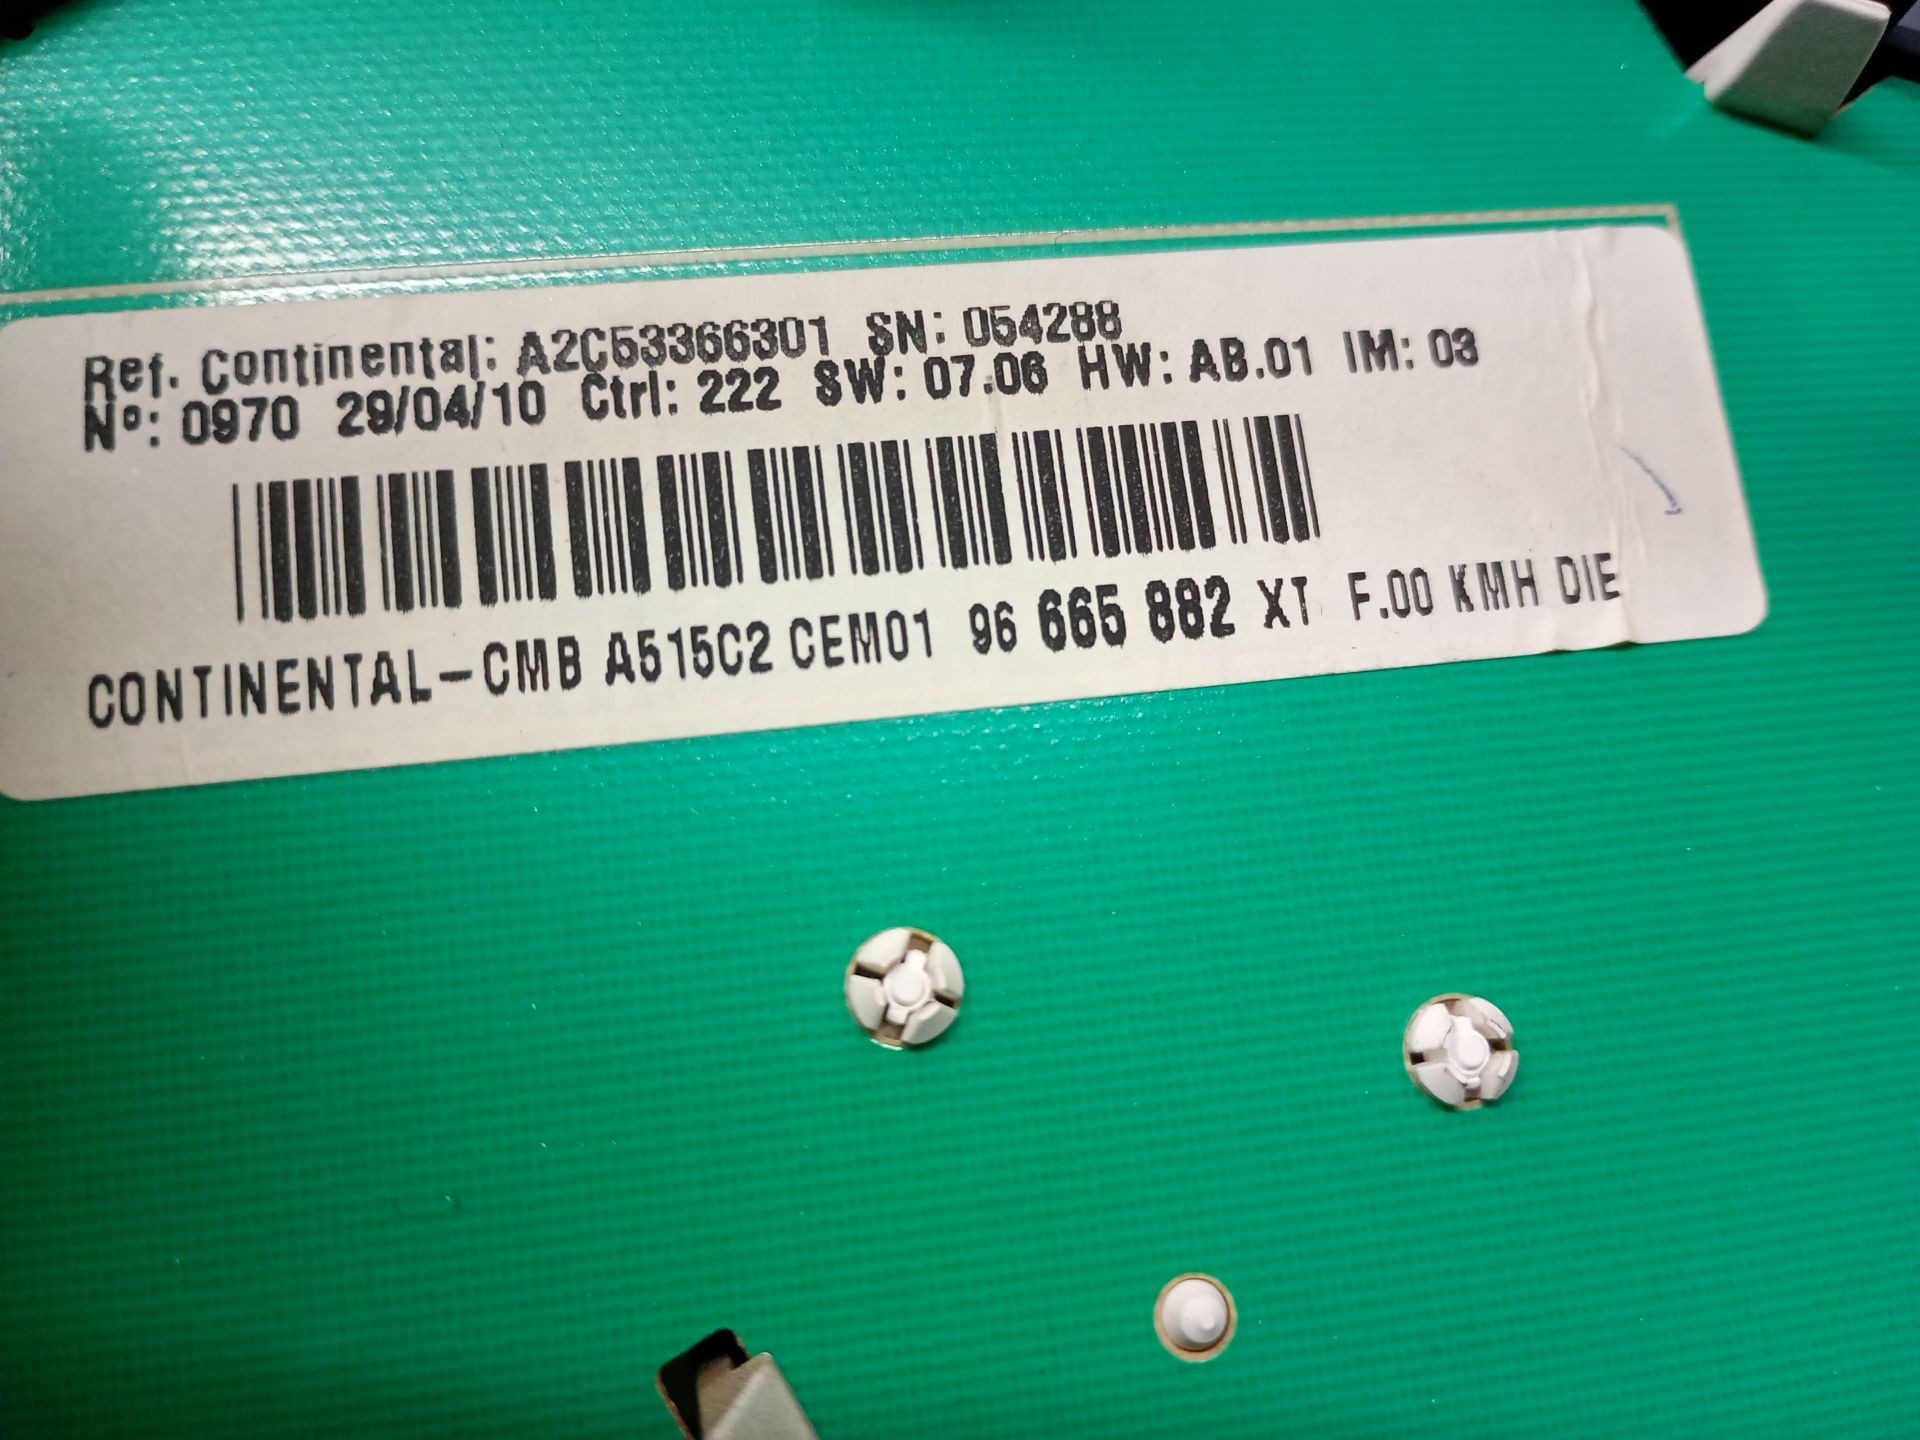 Ref. Continental: A2C53366301 SN: 054288
Nº: 0970 29/04/10 Ctrl: 222 SW: 07.06 HW: AB.01 IM: 03
CONTINENTAL-CMB A515C2 CEM01 96 665 882 XT F.00 KMH DIE